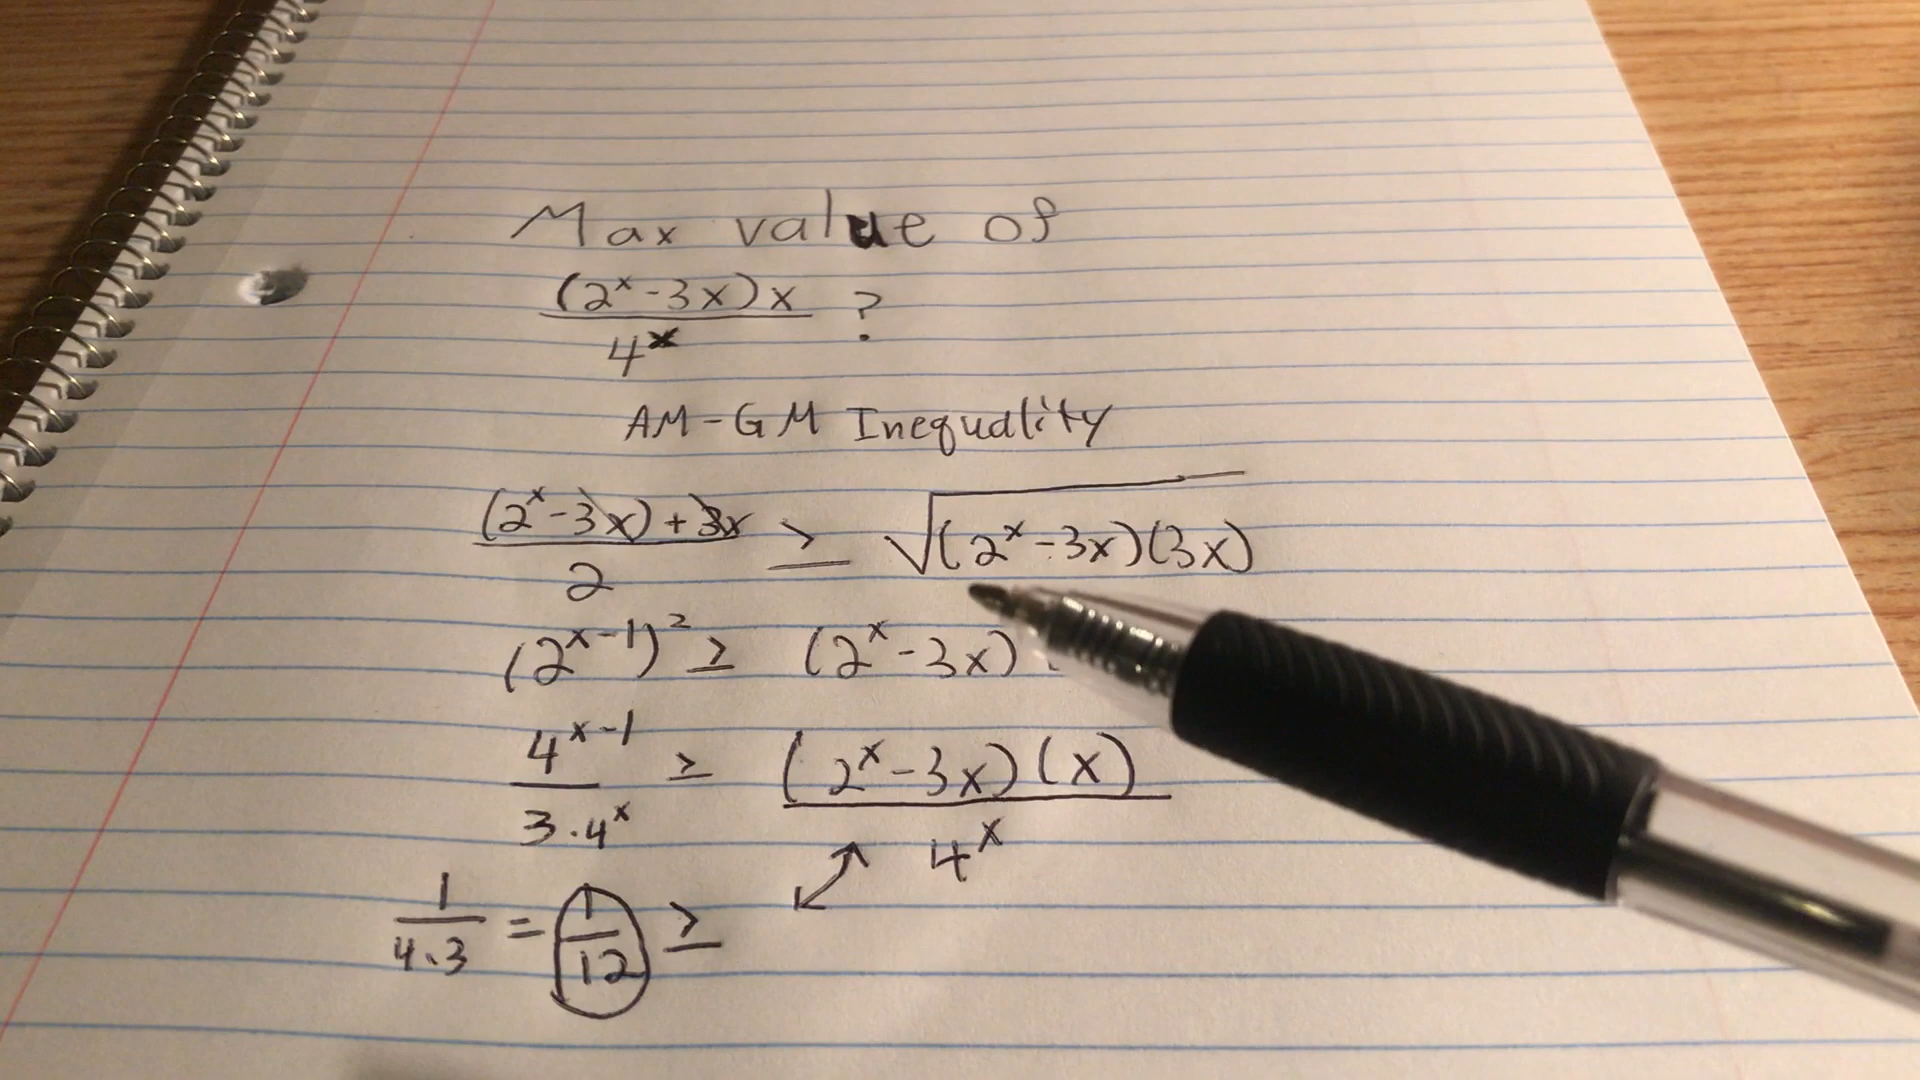 Max value of
(2^x - 3x)x / 4^x ?
AM-GM Inequality
((2^x - 3x) + 3x) / 2 ≥ √((2^x - 3x)(3x))
(2^(x-1))^2 ≥ (2^x - 3x)
4^(x-1) / (3·4^x) ≥ (2^x - 3x)(x) / 4^x
1 / (4·3) = 1/12 ≥ ↗↙